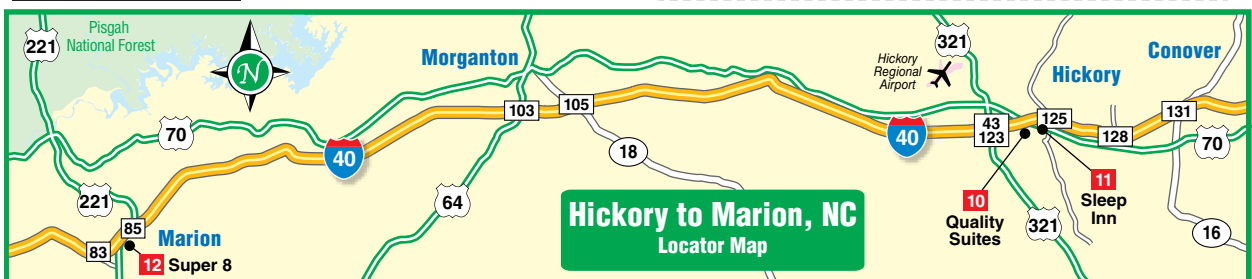 221
Pisgah
National Forest
N
Morganton
321
Hickory
Regional
Airport
Hickory
Conover
70
40
103
105
18
64
40
43
123
125
128
131
70
221
85
83
Marion
12 Super 8
Hickory to Marion, NC
Locator Map
10
Quality
Suites
11
Sleep
Inn
321
16